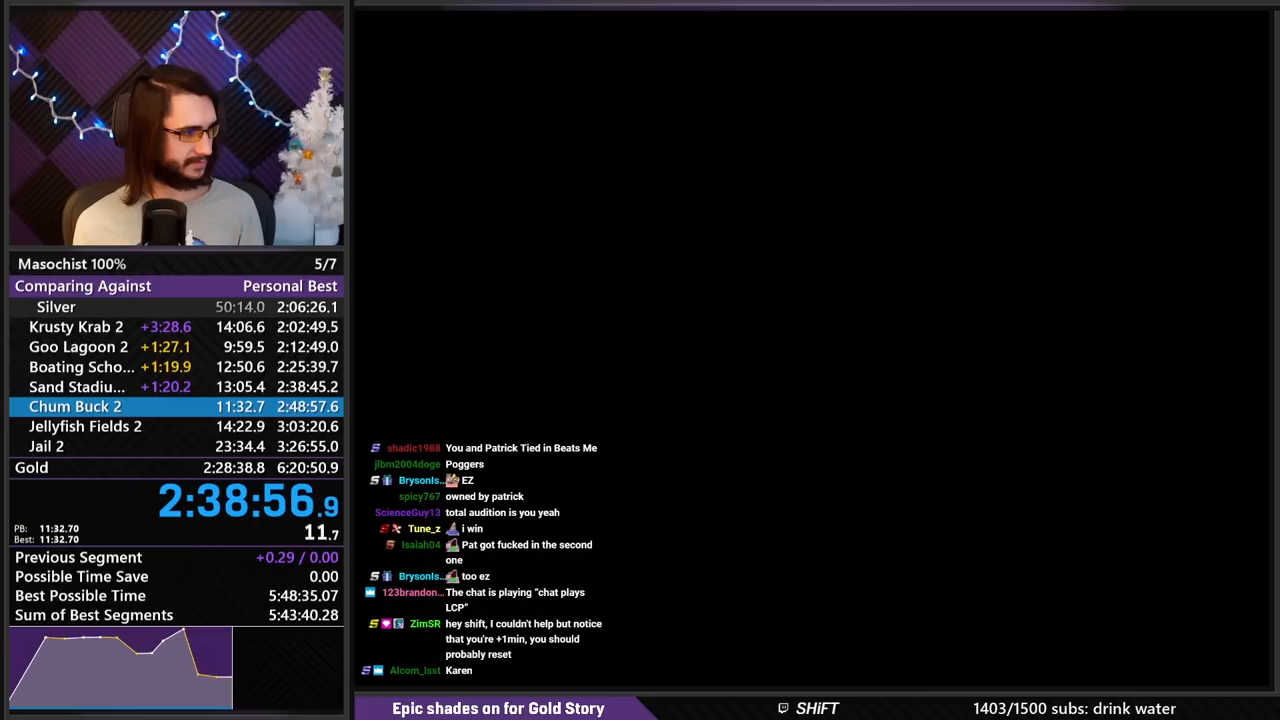 Masochist 100% 5/7
Comparing Against Personal Best
Silver 50:14.0 2:06:26.1
Krusty Krab 2 +3:28.6 14:06.6 2:02:49.5
Goo Lagoon 2 +1:27.1 9:59.5 2:12:49.0
Boating Scho... +1:19.9 12:50.6 2:25:39.7
Sand Stadiu... +1:20.2 13:05.4 2:38:45.2
Chum Buck 2 11:32.7 2:48:57.6
Jellyfish Fields 2 14:22.9 3:03:20.6
Jail 2 23:34.4 3:26:55.0
Gold 2:28:38.8 6:20:50.9
2:38:56.9
PB: 11:32.70
Best: 11:32.70
11.7
Previous Segment +0.29 / 0.00
Possible Time Save 0.00
Best Possible Time 5:48:35.07
Sum of Best Segments 5:43:40.28
shadic1988 You and Patrick Tied in Beats Me
jlbm2004doge Poggers
BrysonIs... EZ
spicy767 owned by patrick
ScienceGuy13 total audition is you yeah
Tune_z i win
Isaiah04 Pat got fucked in the second
one
BrysonIs... too ez
123brandon... The chat is playing “chat plays
LCP”
ZimSR hey shift, I couldn't help but notice
that you're +1min, you should
probably reset
Alcom_Isst Karen
Epic shades on for Gold Story
SHiFT
1403/1500 subs: drink water